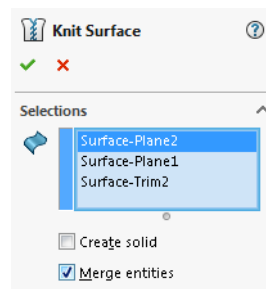 Knit Surface
Selections
Surface-Plane2
Surface-Plane1
Surface-Trim2
Create solid
Merge entities